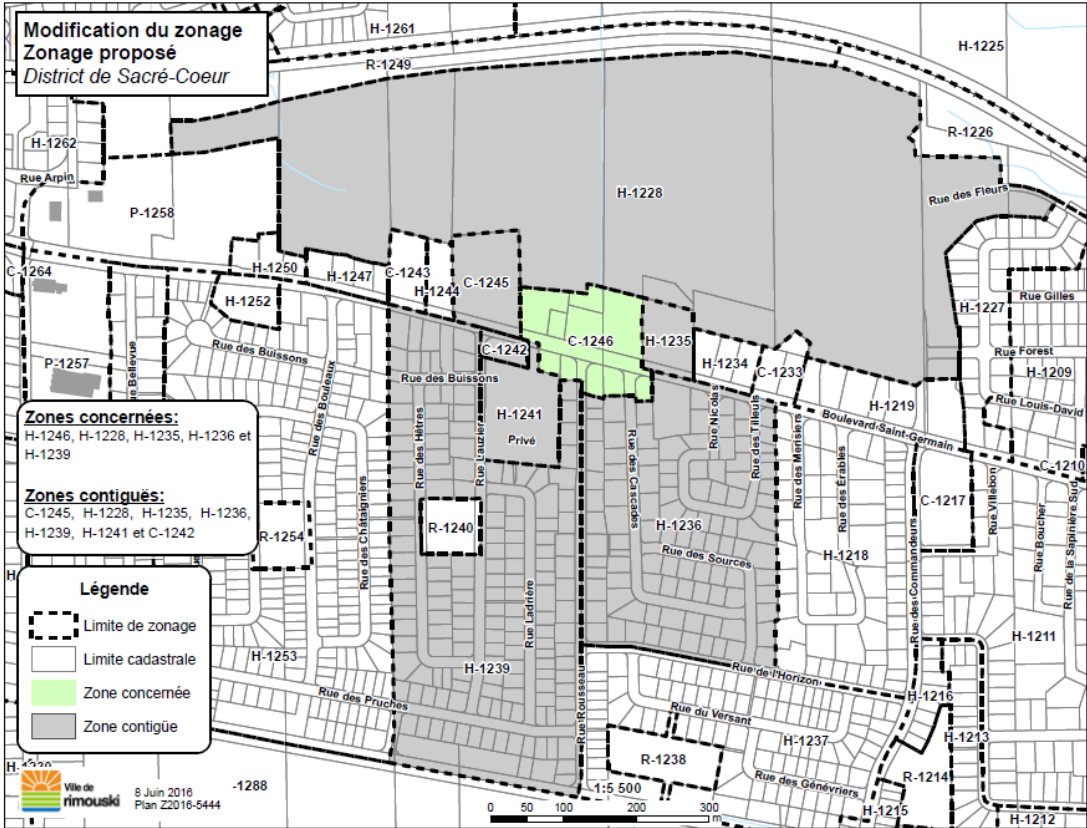 Modification du zonage
Zonage proposé
District de Sacré-Coeur
H-1261
R-1249
H-1225
R-1226
H-1262
Rue Arpin
P-1258
H-1228
Rue des Fleurs
C-1264
H-1250
H-1247
C-1243
H-1244
C-1245
H-1252
C-1246
H-1235
H-1234
C-1233
H-1219
H-1227
Rue Gilles
Rue Forest
H-1209
Rue Louis-David
P-1257
Rue Bellevue
Rue des Buissons
Rue des Bouleaux
C-1242
Rue des Buissons
H-1241
Privé
Rue des Hêtres
Rue Lauzier
Rue Nicolas
Rue des Tilleuls
Boulevard Saint-Germain
C-1210
Zones concernées:
H-1246, H-1228, H-1235, H-1236 et
H-1239
Zones contiguës:
C-1245, H-1228, H-1235, H-1236,
H-1239, H-1241 et C-1242
R-1254
Rue des Châtaigniers
R-1240
Rue des Cascades
H-1236
Rue des Sources
Rue des Merisiers
Rue des Érables
H-1218
Rue des Commandeurs
C-1217
Rue Villebon
Rue Boucher
Rue de la Sapinière Sud
H-1211
Légende
Limite de zonage
Limite cadastrale
Zone concernée
Zone contigüe
H-1253
Rue des Pruches
Rue Ladrière
H-1239
Rue Rousseau
Rue de l'Horizon
Rue du Versant
H-1237
H-1216
H-1213
R-1238
Rue des Génévriers
R-1214
H-1215
H-1212
-1288
Ville de
rimouski
8 Juin 2016
Plan Z2016-5444
1:5 500
0 50 100 200 300
m